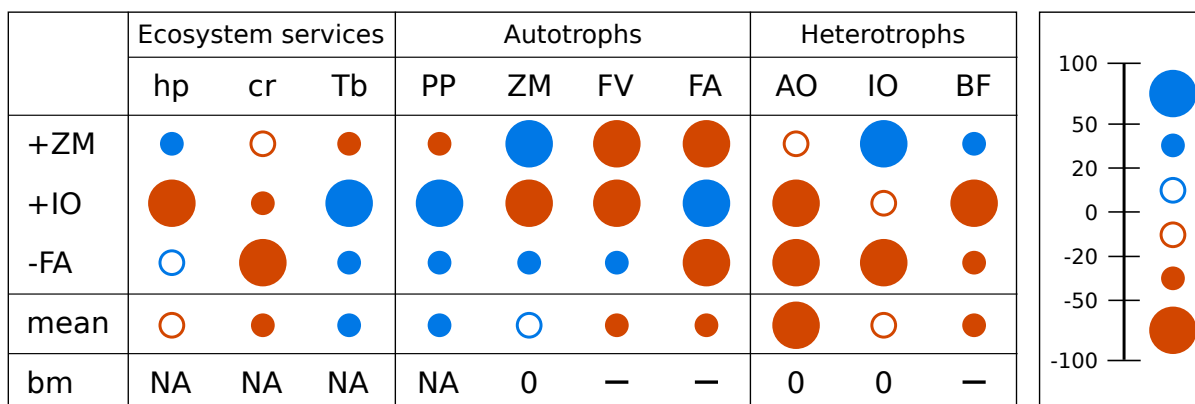 Ecosystem services Autotrophs Heterotrophs
hp cr Tb PP ZM FV FA AO IO BF
+ZM
+IO
-FA
mean
bm NA NA NA NA 0 – – 0 0 –
100
50
20
0
-20
-50
-100